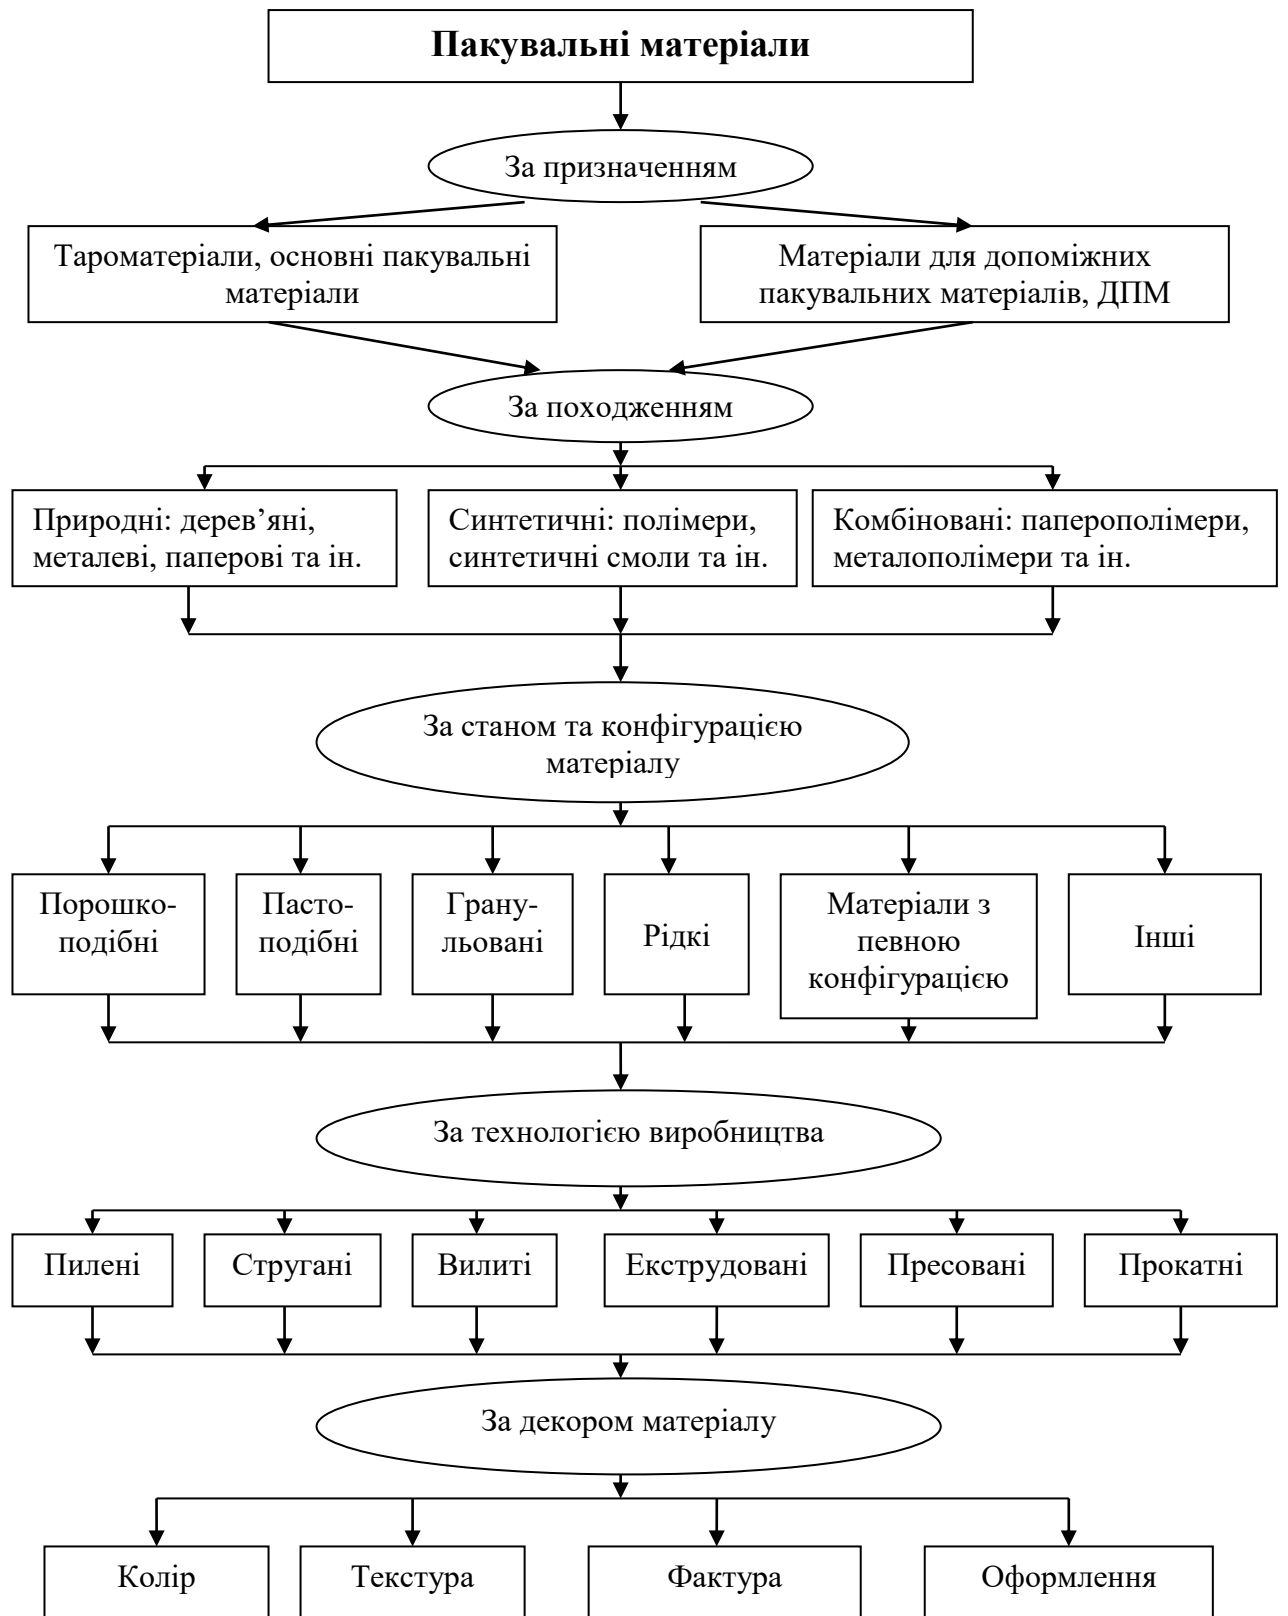 Пакувальні матеріали
За призначенням
Тароматеріали, основні пакувальні
матеріали
Матеріали для допоміжних
пакувальних матеріалів, ДПМ
За походженням
Природні: дерев’яні,
металеві, паперові та ін.
Синтетичні: полімери,
синтетичні смоли та ін.
Комбіновані: паперополімери,
металополімери та ін.
За станом та конфігурацією
матеріалу
Порошко-
подібні
Пасто-
подібні
Грану-
льовані
Рідкі
Матеріали з
певною
конфігурацією
Інші
За технологією виробництва
Пилені
Стругані
Вилиті
Екструдовані
Пресовані
Прокатні
За декором матеріалу
Колір
Текстура
Фактура
Оформлення